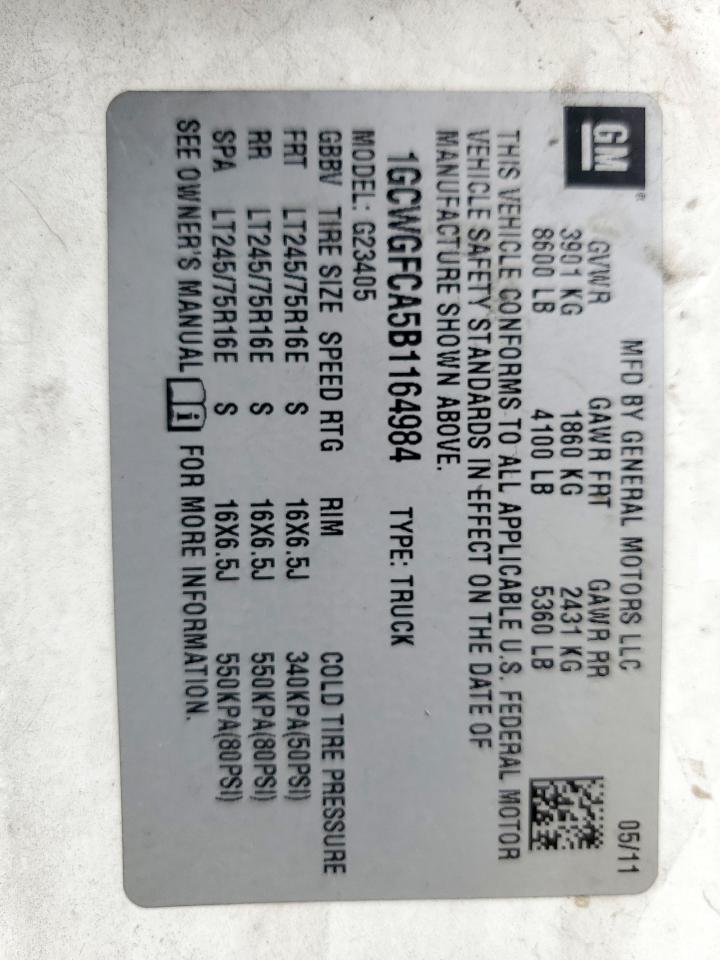 GM
MFD BY GENERAL MOTORS LLC 05/11
GVWR GAWR FRT GAWR RR
3901 KG 1860 KG 2431 KG
8600 LB 4100 LB 5360 LB
THIS VEHICLE CONFORMS TO ALL APPLICABLE U.S. FEDERAL MOTOR
VEHICLE SAFETY STANDARDS IN EFFECT ON THE DATE OF
MANUFACTURE SHOWN ABOVE.
1GCWGFCA5B1164984 TYPE: TRUCK
MODEL: G23405
GBBV TIRE SIZE SPEED RTG RIM COLD TIRE PRESSURE
FRT LT245/75R16E S 16X6.5J 340KPA(50PSI)
RR LT245/75R16E S 16X6.5J 550KPA(80PSI)
SPA LT245/75R16E S 16X6.5J 550KPA(80PSI)
SEE OWNER'S MANUAL FOR MORE INFORMATION.